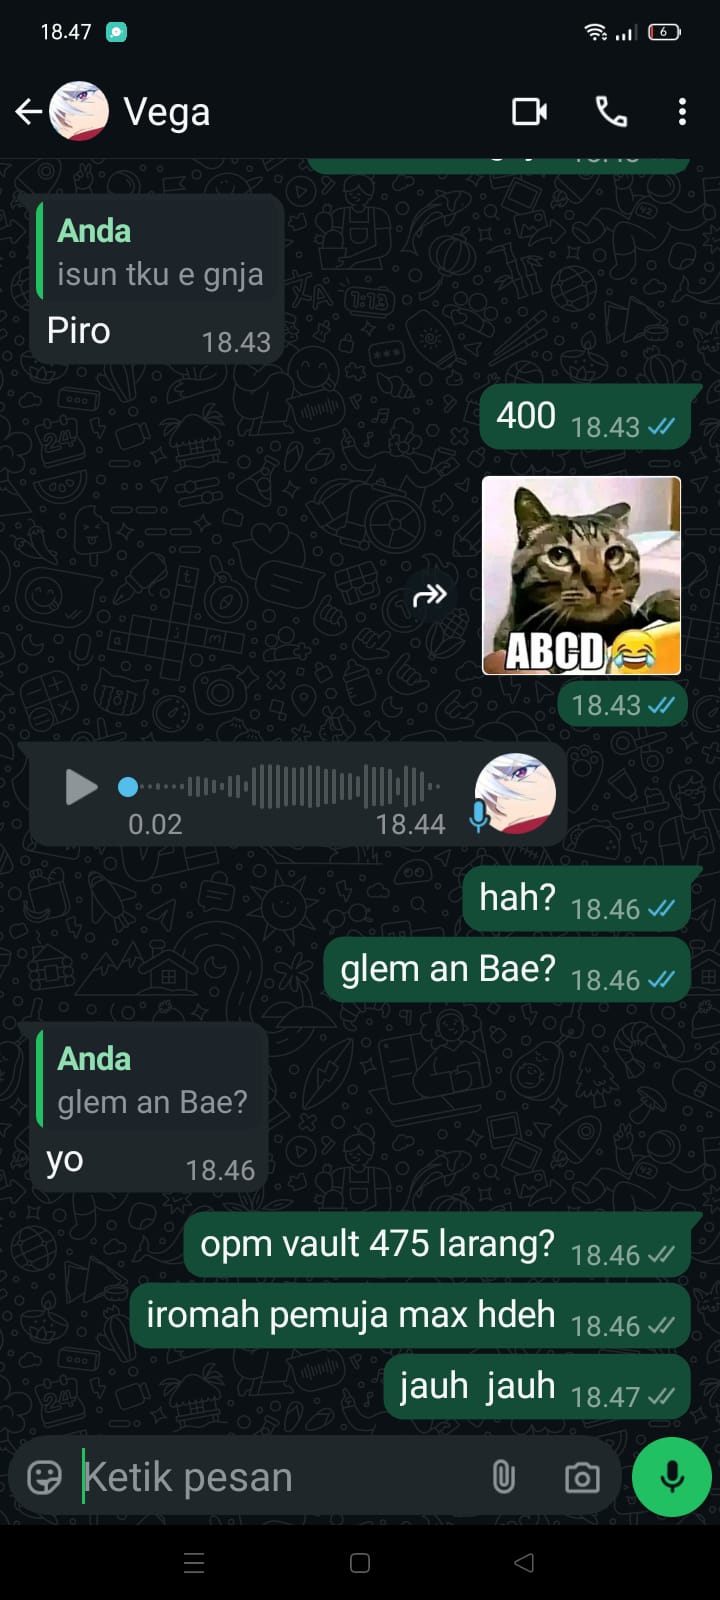 18.47
6
Vega
Anda
isun tku e gnja
Piro
18.43
400
18.43
ABCD😂
18.43
0.02
18.44
hah?
18.46
glem an Bae?
18.46
Anda
glem an Bae?
yo
18.46
opm vault 475 larang?
18.46
iromah pemuja max hdeh
18.46
jauh  jauh
18.47
Ketik pesan